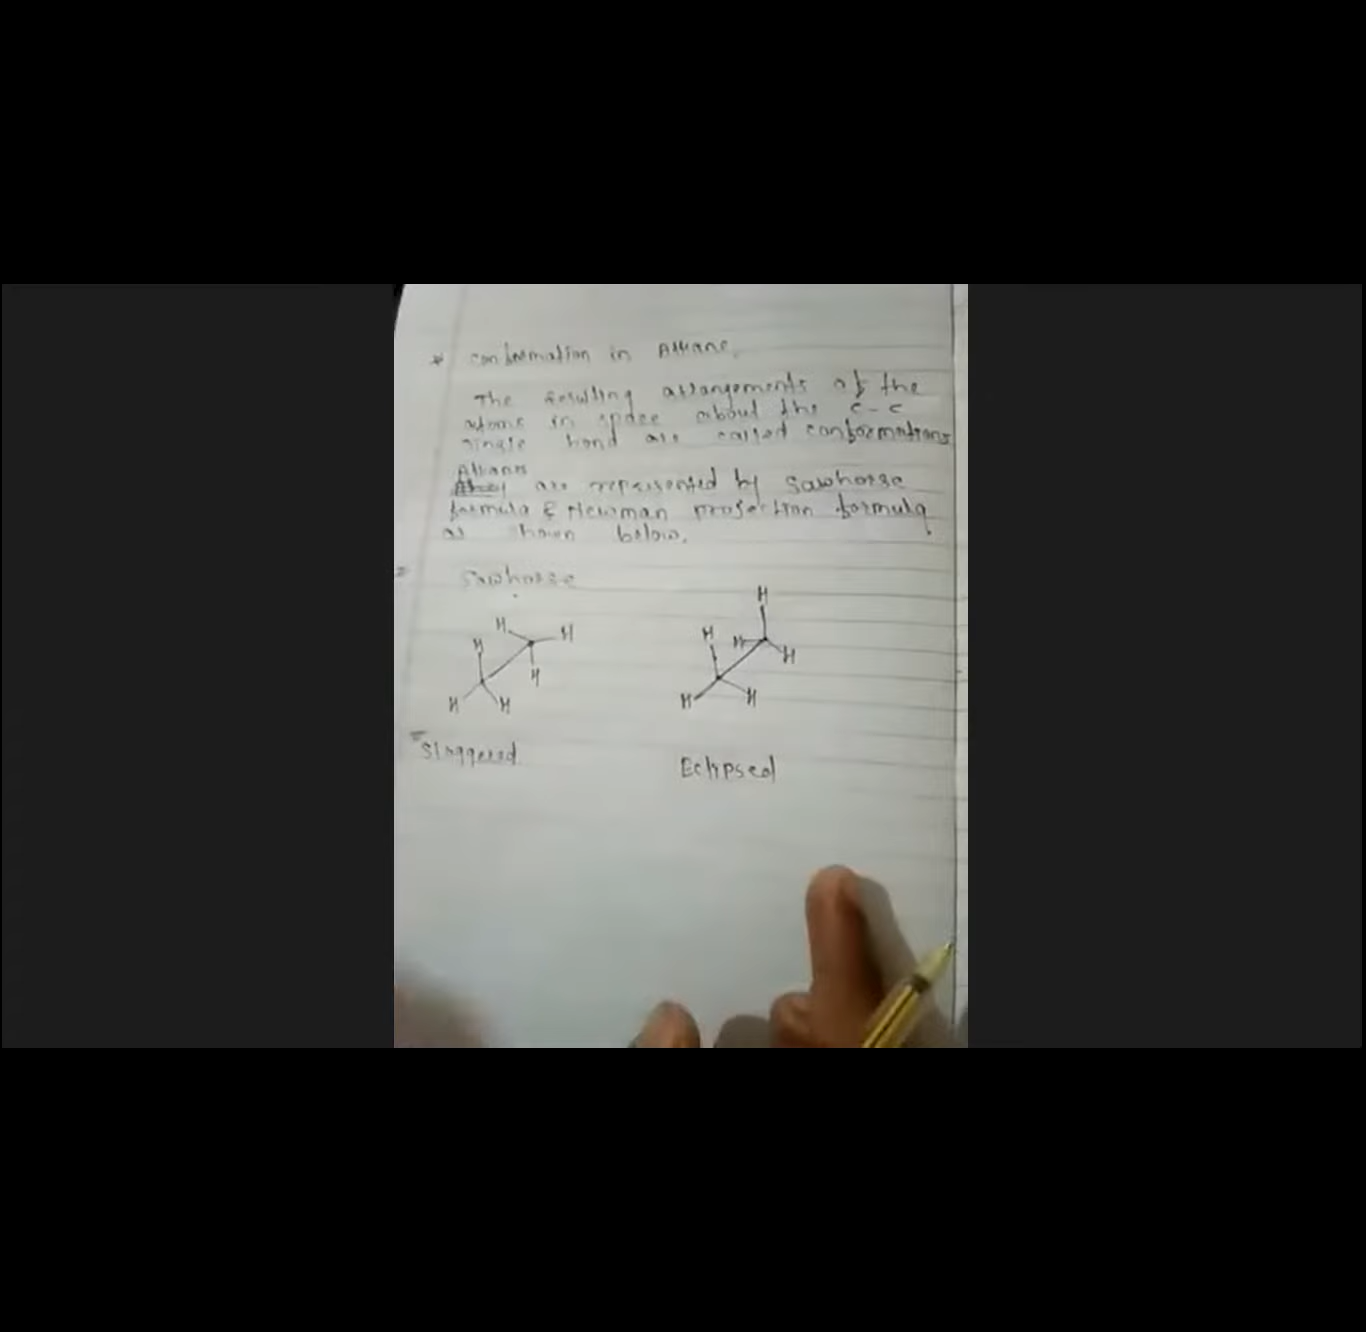 * Conformation in Alkane.
The resulting arrangements of the
atoms in space about the C-C
single bond are called conformations
Alkanes
are represented by Sawhorse
formula & Newman projection formula
as shown below.
Sawhorse
H
H H H
H H H
H H
H H H
H H
Staggered
Eclipsed